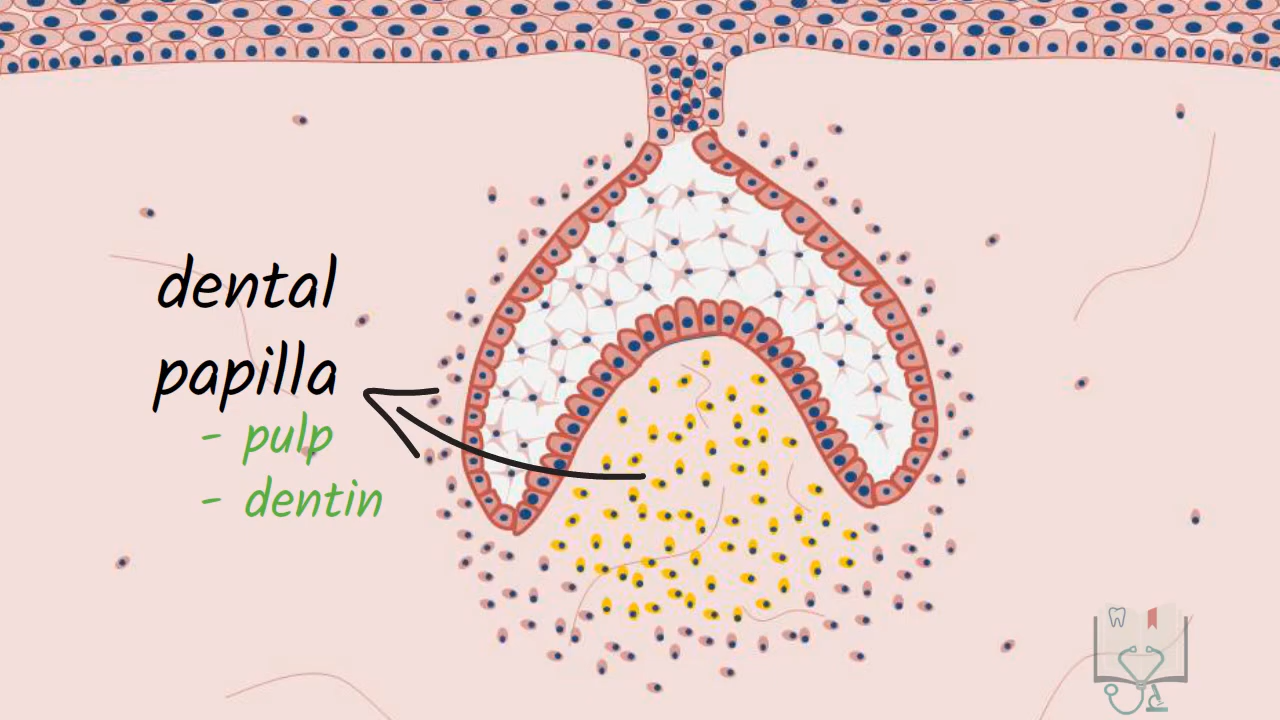 dental
papilla
- pulp
- dentin